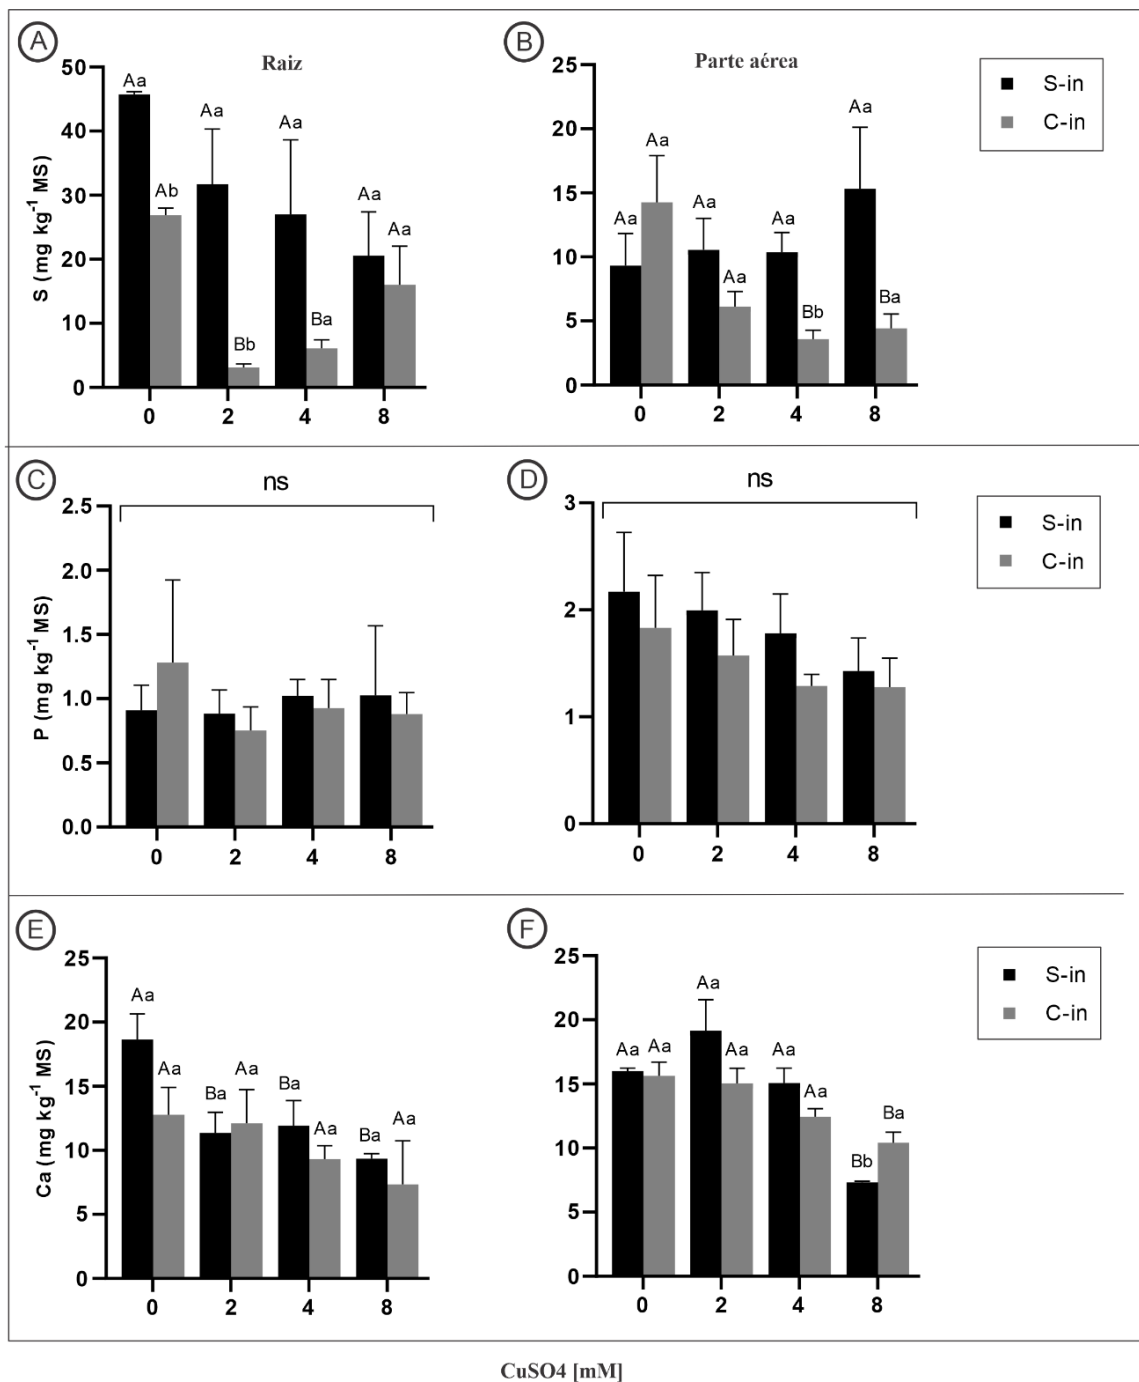 A
Raiz
S (mg kg⁻¹ MS)
50
40
30
20
10
0
Aa
Ab
Aa
Bb
Aa
Ba
Aa
Aa
0 2 4 8
B
Parte aérea
25
20
15
10
5
0
Aa
Aa
Aa
Aa
Aa
Bb
Aa
Ba
0 2 4 8
S-in
C-in
C
ns
P (mg kg⁻¹ MS)
2.5
2.0
1.5
1.0
0.5
0.0
0 2 4 8
D
ns
3
2
1
0
0 2 4 8
S-in
C-in
E
Ca (mg kg⁻¹ MS)
25
20
15
10
5
0
Aa
Aa
Ba
Aa
Ba
Aa
Ba
Aa
0 2 4 8
F
25
20
15
10
5
0
Aa
Aa
Aa
Aa
Aa
Aa
Bb
Ba
0 2 4 8
S-in
C-in
CuSO4 [mM]